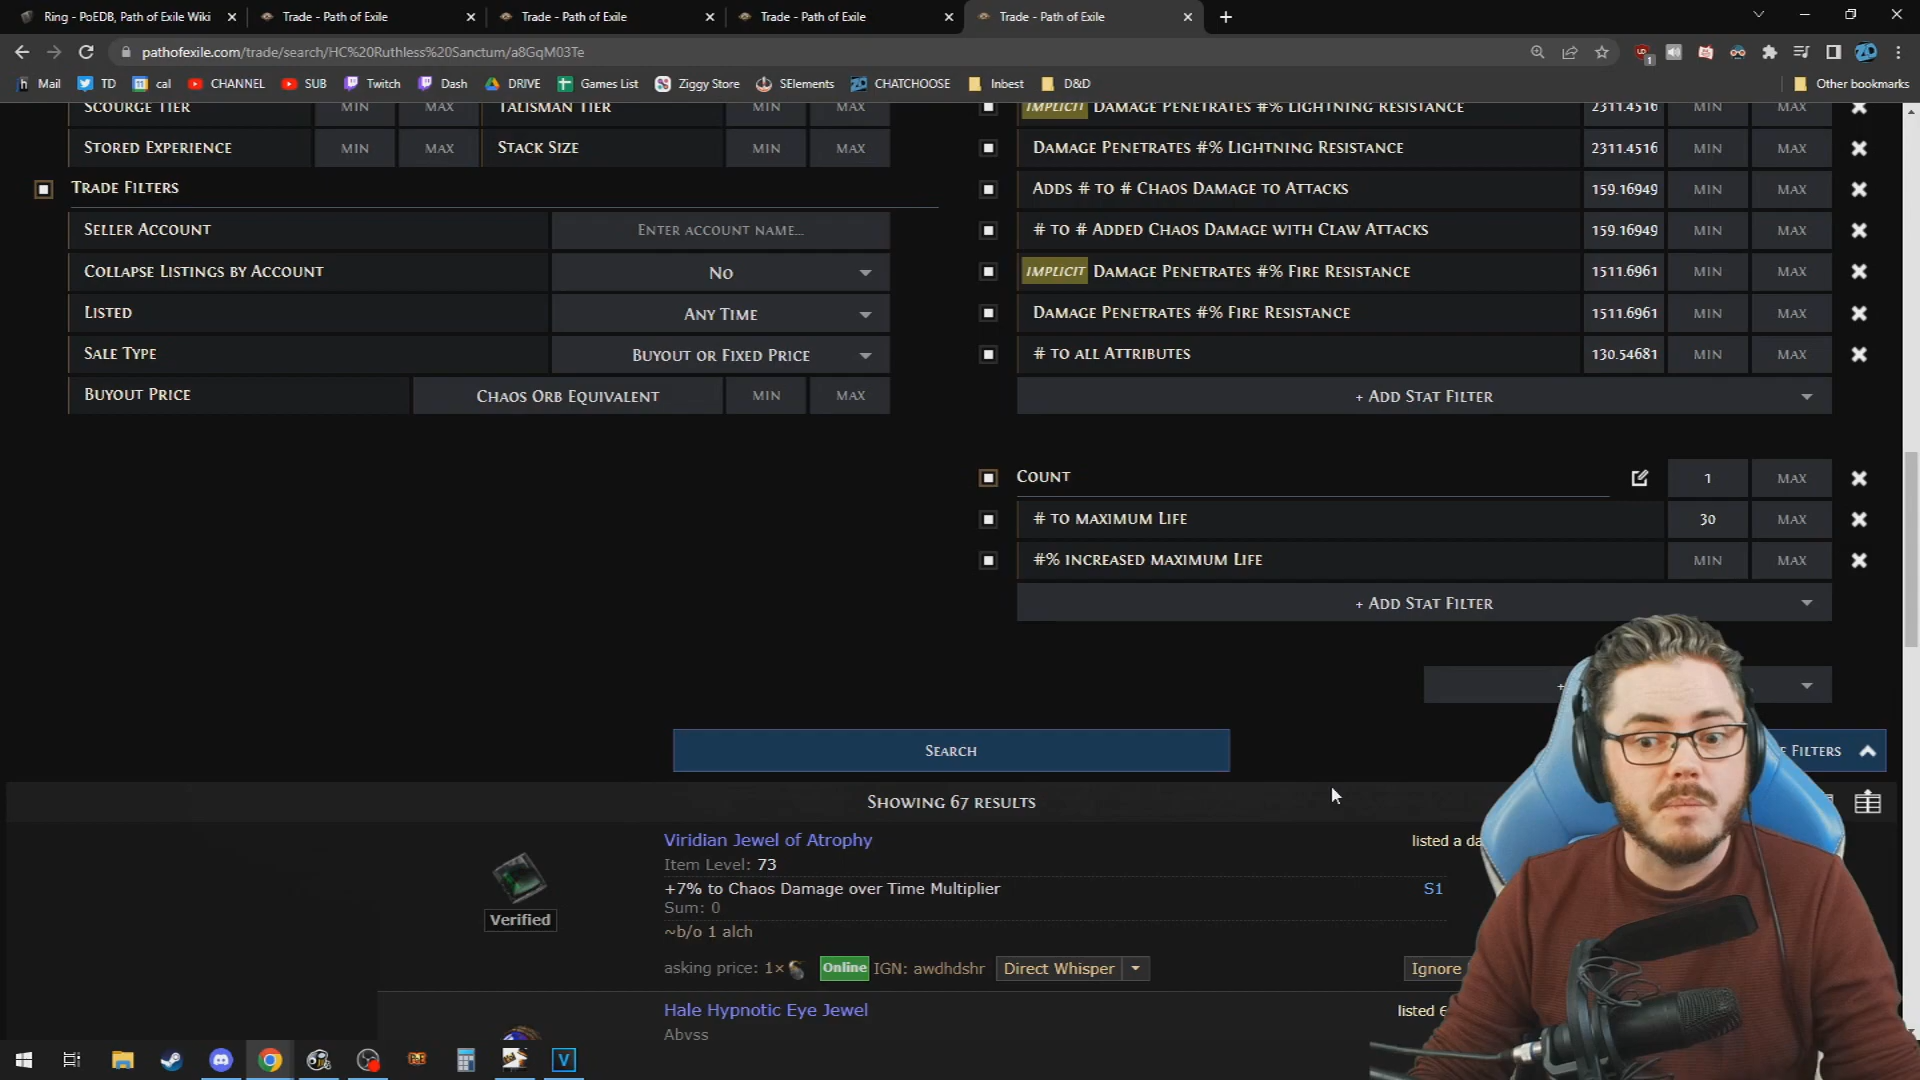 Ring - PoEDB, Path of Exile Wiki
Trade - Path of Exile
Trade - Path of Exile
Trade - Path of Exile
Trade - Path of Exile
pathofexile.com/trade/search/HC%20Ruthless%20Sanctum/a8GqM03Te
Mail TD cal CHANNEL SUB Twitch Dash DRIVE Games List Ziggy Store SElements CHATCHOOSE Inbest D&D Other bookmarks
SCOURGE TIER MIN MAX TALISMAN TIER MIN MAX
STORED EXPERIENCE MIN MAX STACK SIZE MIN MAX
TRADE FILTERS
SELLER ACCOUNT ENTER ACCOUNT NAME...
COLLAPSE LISTINGS BY ACCOUNT NO
LISTED ANY TIME
SALE TYPE BUYOUT OR FIXED PRICE
BUYOUT PRICE CHAOS ORB EQUIVALENT MIN MAX
IMPLICIT DAMAGE PENETRATES #% LIGHTNING RESISTANCE 2311.4516 MIN MAX
DAMAGE PENETRATES #% LIGHTNING RESISTANCE 2311.4516 MIN MAX
ADDS # TO # CHAOS DAMAGE TO ATTACKS 159.16949 MIN MAX
# TO # ADDED CHAOS DAMAGE WITH CLAW ATTACKS 159.16949 MIN MAX
IMPLICIT DAMAGE PENETRATES #% FIRE RESISTANCE 1511.6961 MIN MAX
DAMAGE PENETRATES #% FIRE RESISTANCE 1511.6961 MIN MAX
# TO ALL ATTRIBUTES 130.54681 MIN MAX
+ ADD STAT FILTER
COUNT 1 MAX
# TO MAXIMUM LIFE 30 MAX
#% INCREASED MAXIMUM LIFE MIN MAX
+ ADD STAT FILTER
+
SEARCH
FILTERS
SHOWING 67 RESULTS
Viridian Jewel of Atrophy
listed a da
Item Level: 73
+7% to Chaos Damage over Time Multiplier S1
Sum: 0
Verified
~b/o 1 alch
asking price: 1× Online IGN: awdhdshr Direct Whisper Ignore
Hale Hypnotic Eye Jewel
listed 6
Abyss